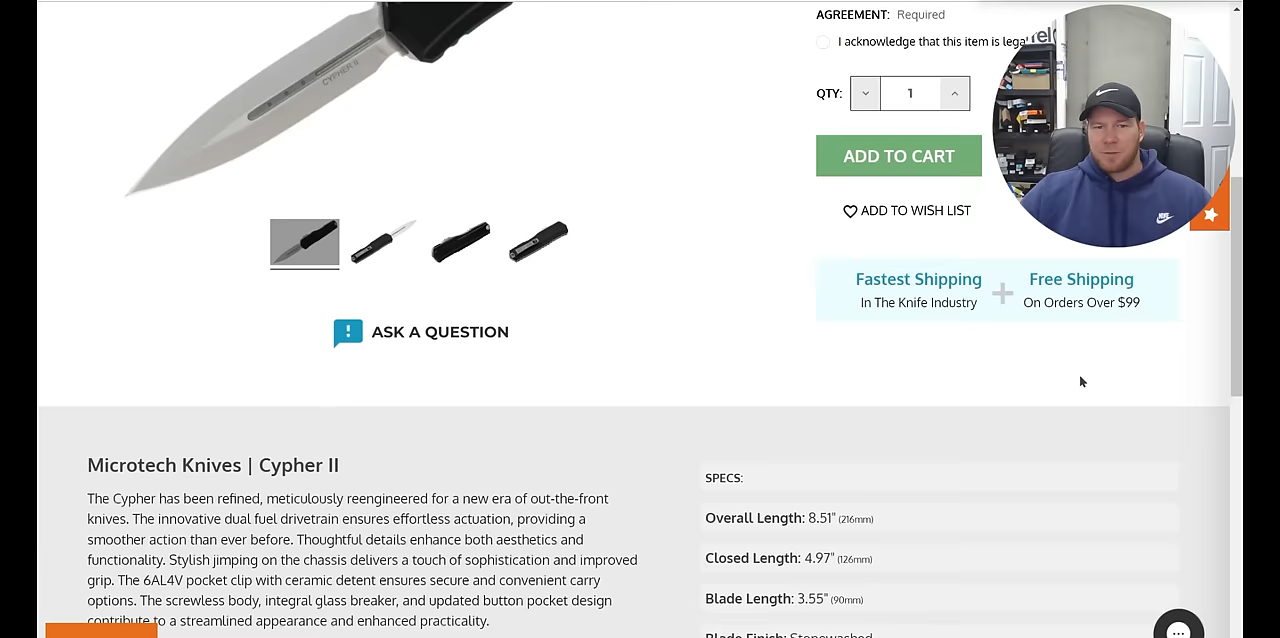 AGREEMENT: Required
I acknowledge that this item is lega
QTY: 1
ADD TO CART
ADD TO WISH LIST
CYPHER II
Fastest Shipping
In The Knife Industry
Free Shipping
On Orders Over $99
ASK A QUESTION
Microtech Knives | Cypher II
The Cypher has been refined, meticulously reengineered for a new era of out-the-front
knives. The innovative dual fuel drivetrain ensures effortless actuation, providing a
smoother action than ever before. Thoughtful details enhance both aesthetics and
functionality. Stylish jimping on the chassis delivers a touch of sophistication and improved
grip. The 6AL4V pocket clip with ceramic detent ensures secure and convenient carry
options. The screwless body, integral glass breaker, and updated button pocket design
contribute to a streamlined appearance and enhanced practicality.
SPECS:
Overall Length: 8.51" (216mm)
Closed Length: 4.97" (126mm)
Blade Length: 3.55" (90mm)
Blade Finish: Stonewashed